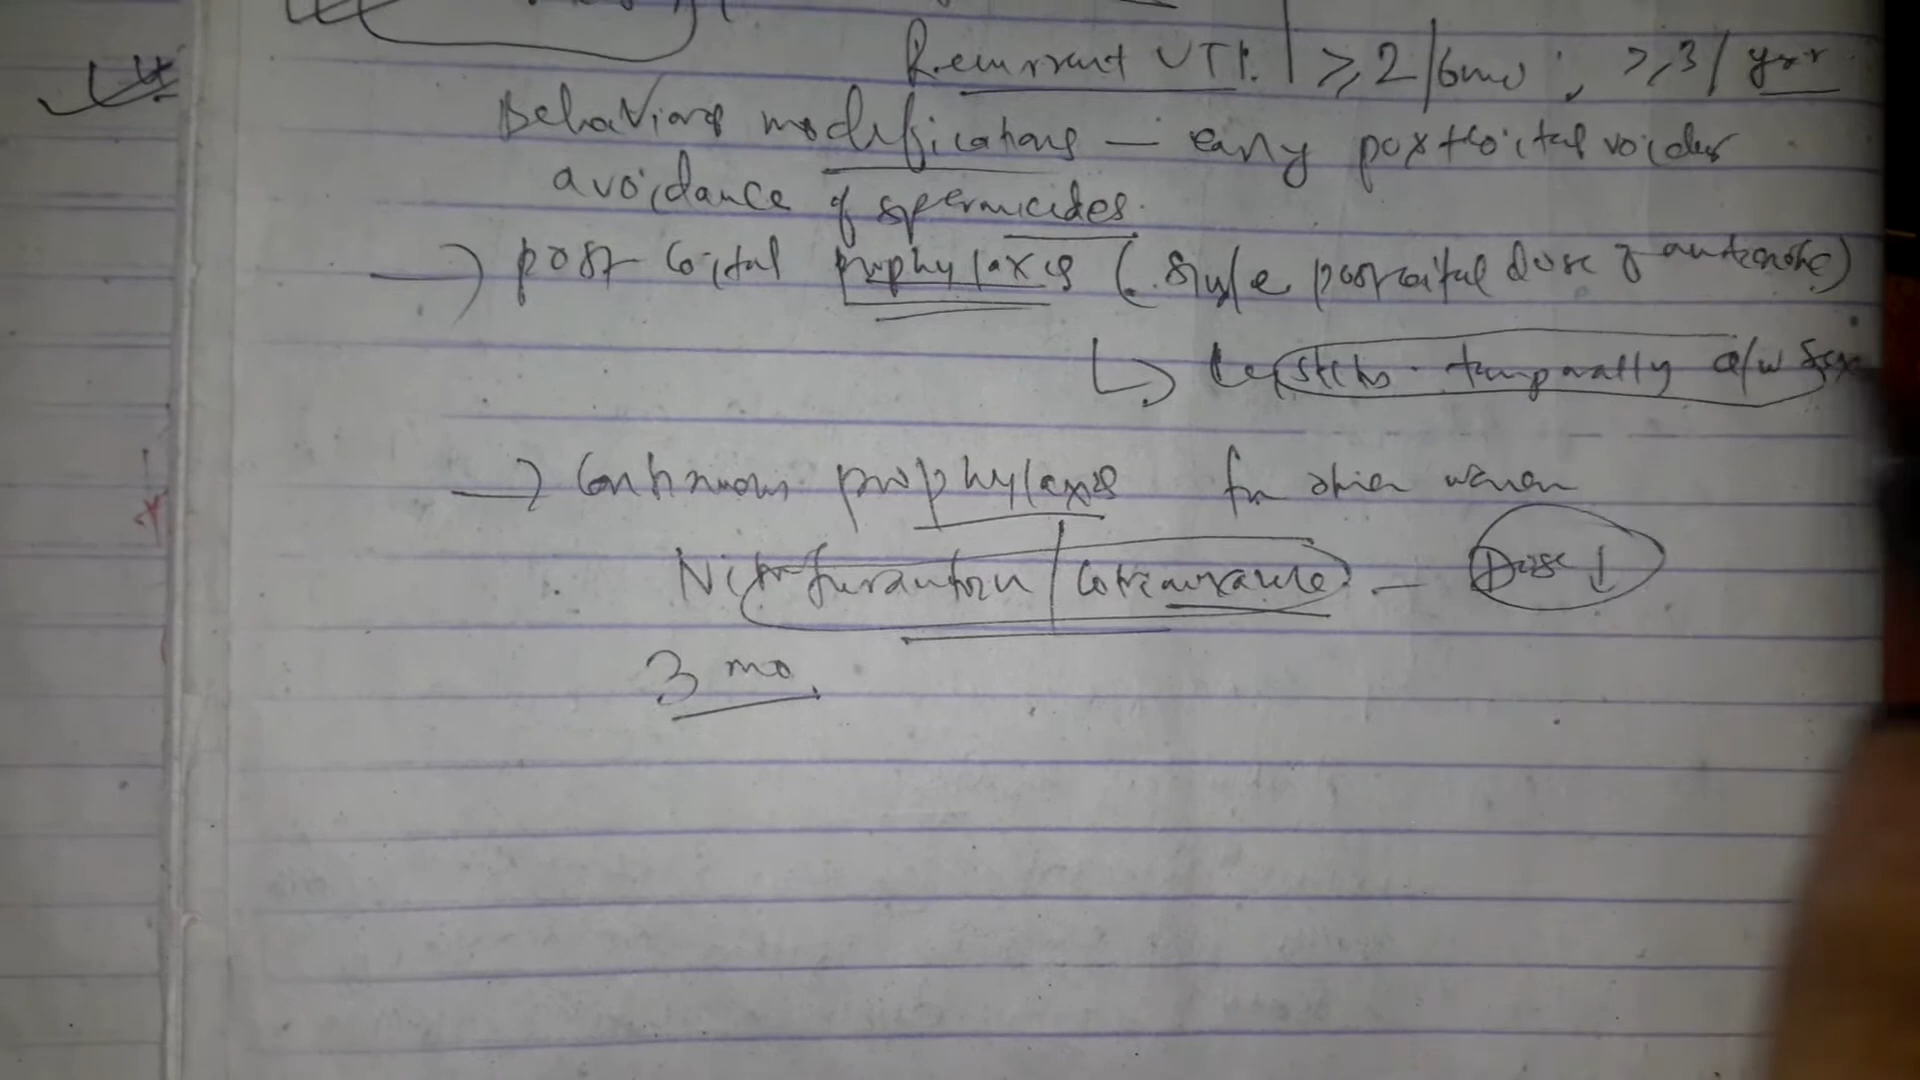 Recurrent UTI. | ≥2/6mo ; ≥3/yr
Behavioral modifications — early postcoital voiding
avoidance of spermicides.
→ post coital prophylaxis (single postcoital dose of antibiotic)
↳ cystitis temporally a/w sex
→ Continuous prophylaxis for other women
Nitrofurantoin / Cotrimoxazole — Dose ↓
3 mo.